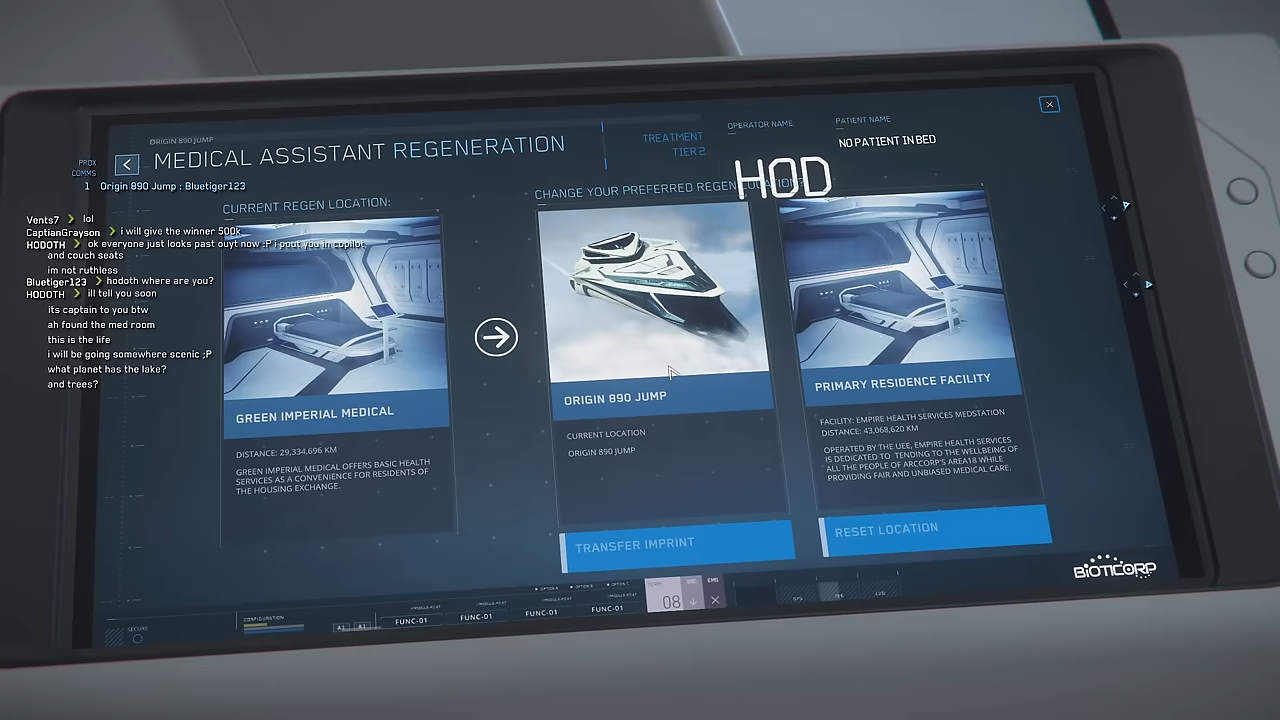 ORIGIN 890 JUMP
MEDICAL ASSISTANT REGENERATION
TREATMENT
TIER 2
OPERATOR NAME
PATIENT NAME
NO PATIENT IN BED
HOD
PROX
COMMS
1 Origin 890 Jump : Bluetiger123
Vents7 > lol
CaptianGrayson > i will give the winner 500k
HODOTH > ok everyone just looks past ouyt now :P i pout you in copilot
and couch seats
im not ruthless
Bluetiger123 > hodoth where are you?
HODOTH > ill tell you soon
its captain to you btw
ah found the med room
this is the life
i will be going somewhere scenic ;P
what planet has the lake?
and trees?
CURRENT REGEN LOCATION:
GREEN IMPERIAL MEDICAL
DISTANCE: 29,334,696 KM
GREEN IMPERIAL MEDICAL OFFERS BASIC HEALTH
SERVICES AS A CONVENIENCE FOR RESIDENTS OF
THE HOUSING EXCHANGE.
CHANGE YOUR PREFERRED REGEN LOCATION?
ORIGIN 890 JUMP
CURRENT LOCATION
ORIGIN 890 JUMP
TRANSFER IMPRINT
PRIMARY RESIDENCE FACILITY
FACILITY: EMPIRE HEALTH SERVICES MEDSTATION
DISTANCE: 43,068,620 KM
OPERATED BY THE UEE, EMPIRE HEALTH SERVICES
IS DEDICATED TO TENDING TO THE WELLBEING OF
ALL THE PEOPLE OF ARCCORP'S AREA18 WHILE
PROVIDING FAIR AND UNBIASED MEDICAL CARE.
RESET LOCATION
BIOTICORP
SECURE
CONFIGURATION
A1 A1
FUNC-01
FUNC-01
FUNC-01
FUNC-01
08
EMG